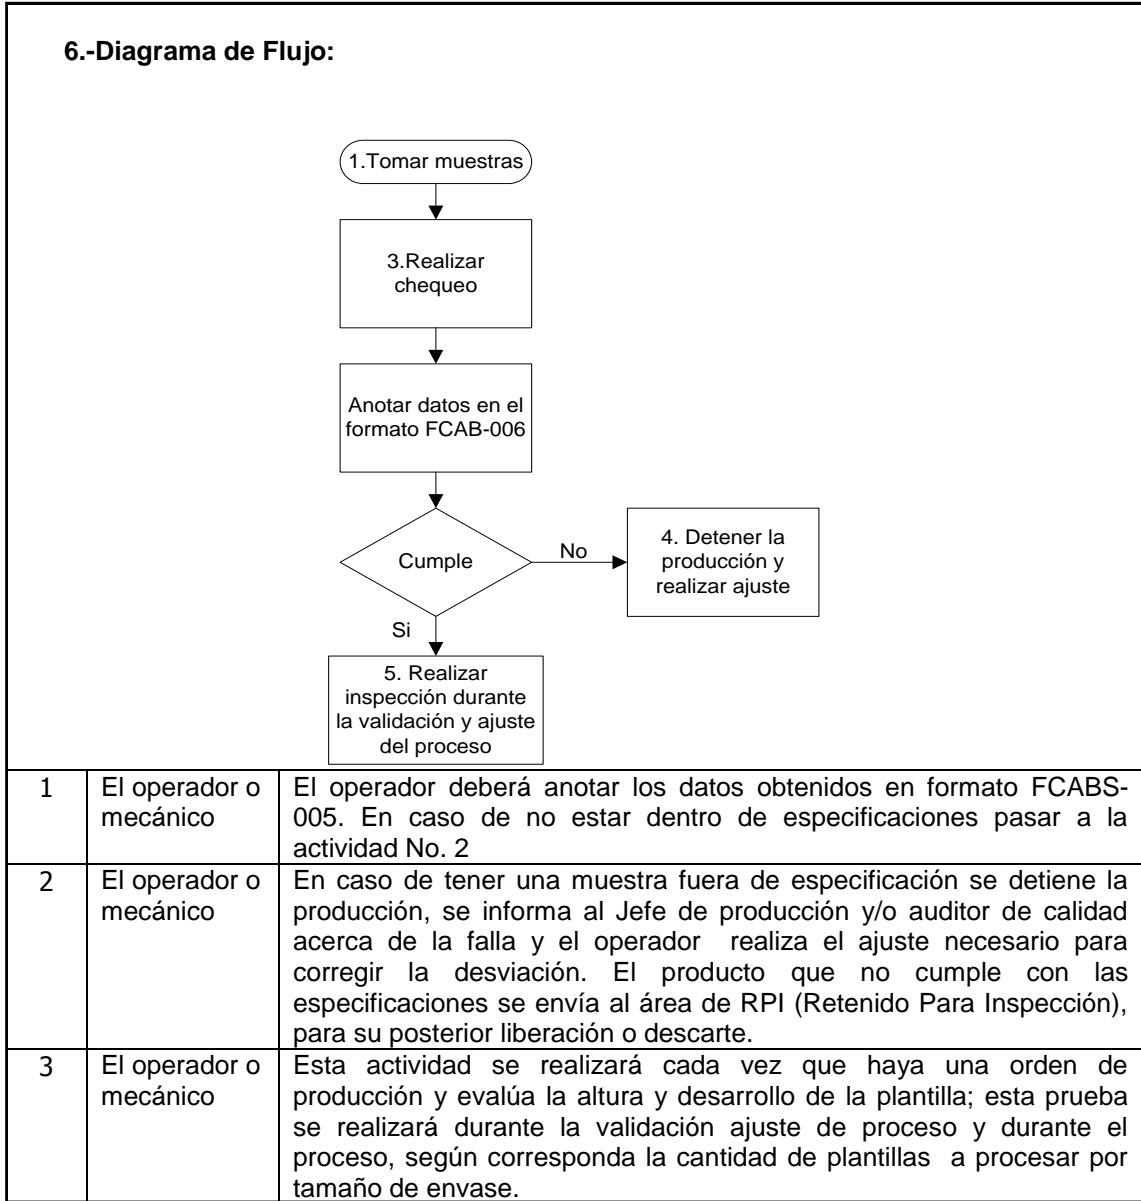 6.-Diagrama de Flujo:
1.Tomar muestras
3.Realizar
chequeo
Anotar datos en el
formato FCAB-006
Cumple
No
4. Detener la
producción y
realizar ajuste
Si
5. Realizar
inspección durante
la validación y ajuste
del proceso
1
El operador o
mecánico
El operador deberá anotar los datos obtenidos en formato FCABS-
005. En caso de no estar dentro de especificaciones pasar a la
actividad No. 2
2
El operador o
mecánico
En caso de tener una muestra fuera de especificación se detiene la
producción, se informa al Jefe de producción y/o auditor de calidad
acerca de la falla y el operador realiza el ajuste necesario para
corregir la desviación. El producto que no cumple con las
especificaciones se envía al área de RPI (Retenido Para Inspección),
para su posterior liberación o descarte.
3
El operador o
mecánico
Esta actividad se realizará cada vez que haya una orden de
producción y evalúa la altura y desarrollo de la plantilla; esta prueba
se realizará durante la validación ajuste de proceso y durante el
proceso, según corresponda la cantidad de plantillas a procesar por
tamaño de envase.